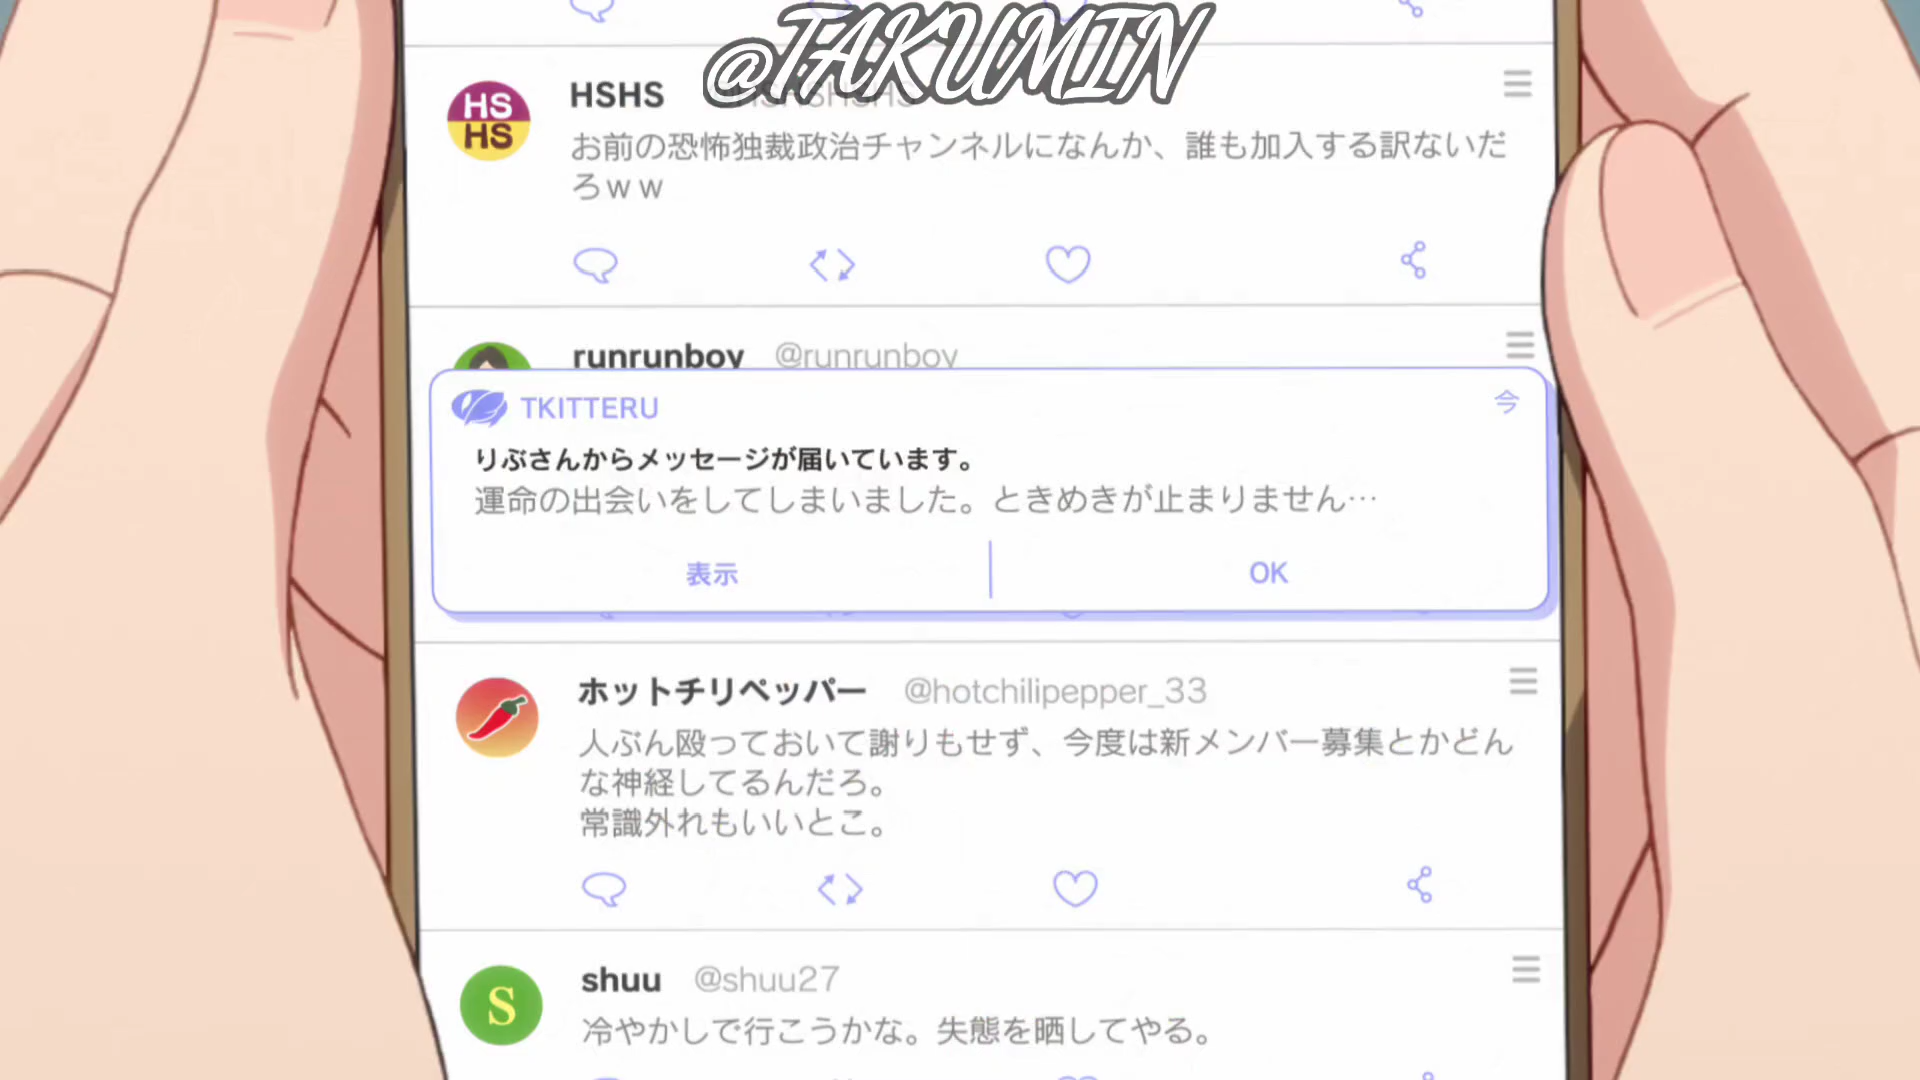 @TAKUMIN
HSHS
HS
HS
お前の恐怖独裁政治チャンネルになんか、誰も加入する訳ないだ
ろｗｗ
runrunboy @runrunboy
TKITTERU 今
りぶさんからメッセージが届いています。
運命の出会いをしてしまいました。ときめきが止まりません…
表示 OK
ホットチリペッパー @hotchilipepper_33
人ぶん殴っておいて謝りもせず、今度は新メンバー募集とかどん
な神経してるんだろ。
常識外れもいいとこ。
shuu @shuu27
S
冷やかしで行こうかな。失態を晒してやる。